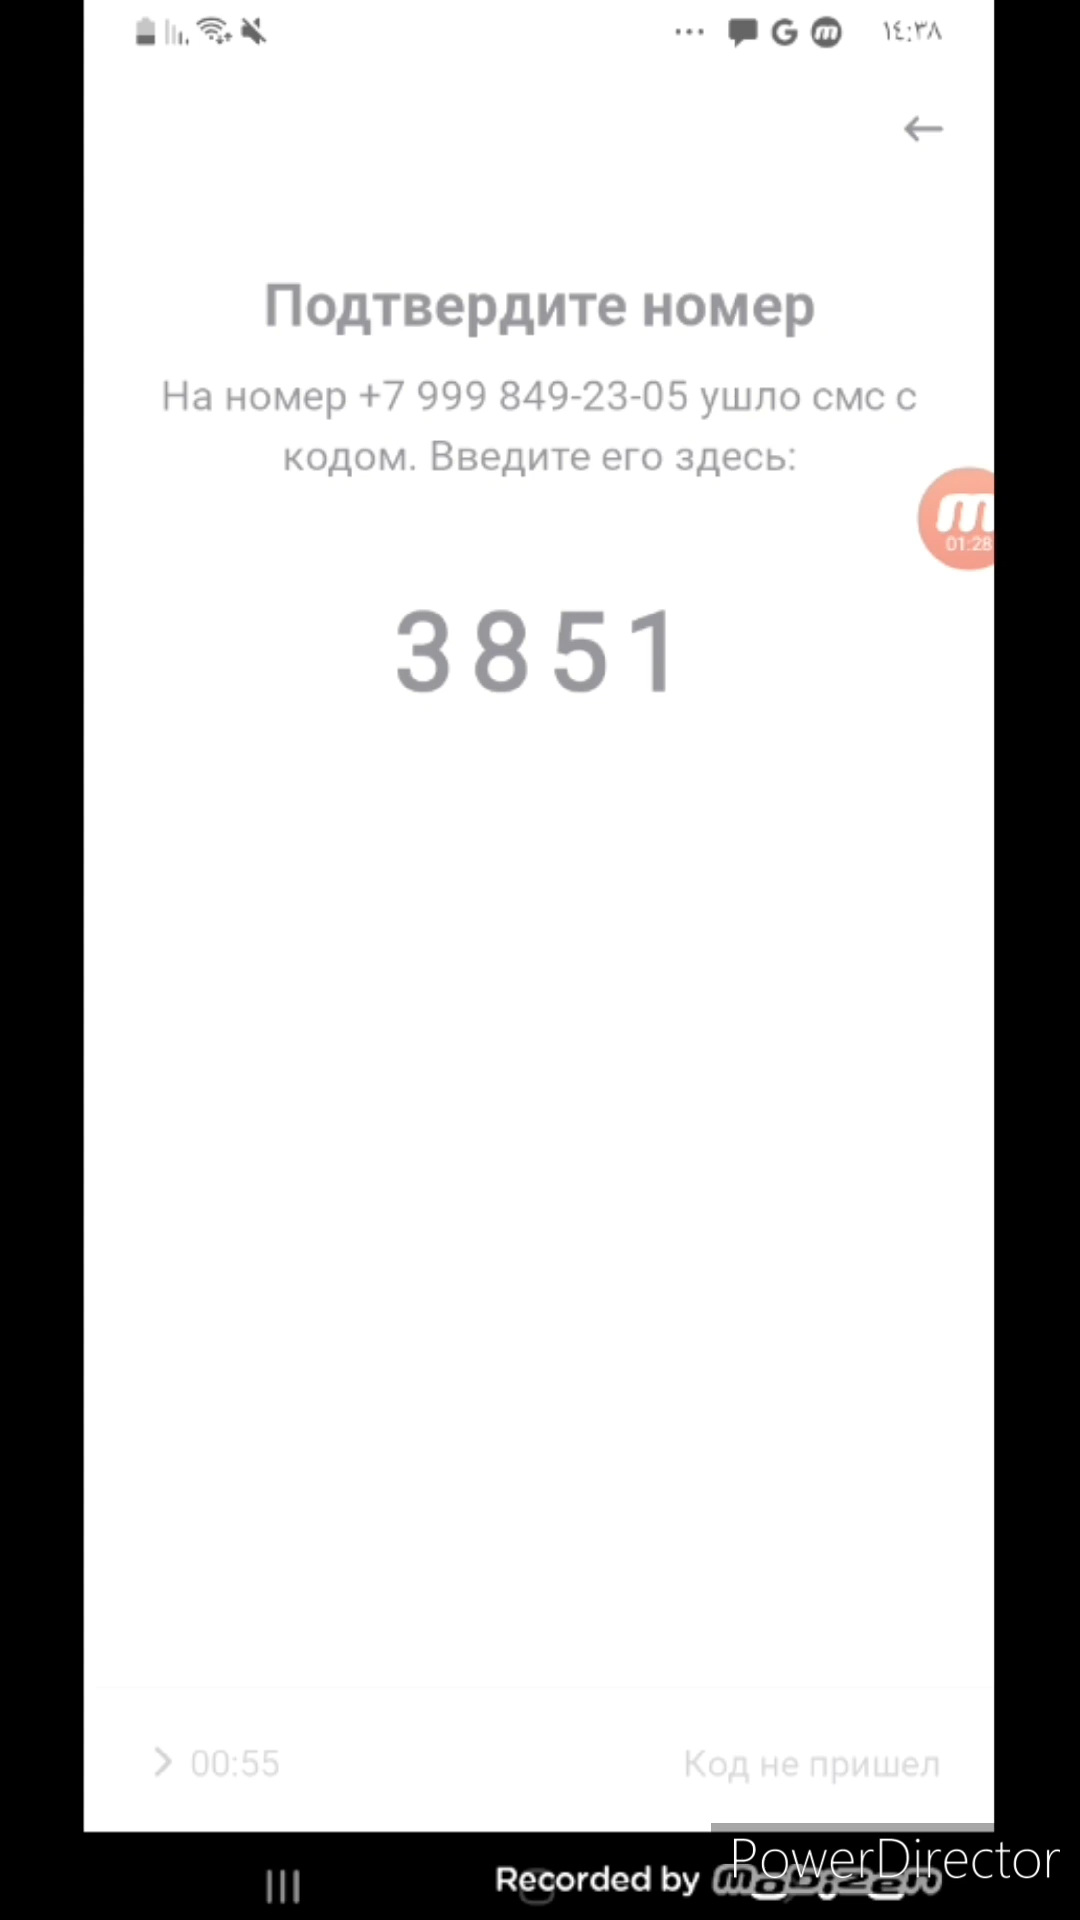 ١٤:٣٨
Подтвердите номер
На номер +7 999 849-23-05 ушло смс с
кодом. Введите его здесь:
m
01:28
3851
00:55
Код не пришел
PowerDirector
Recorded by Mobizen